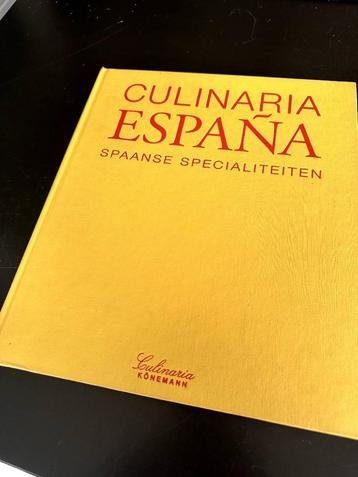 CULINARIA
ESPAÑA
SPAANSE SPECIALITEITEN
Culinaria
KÖNEMANN